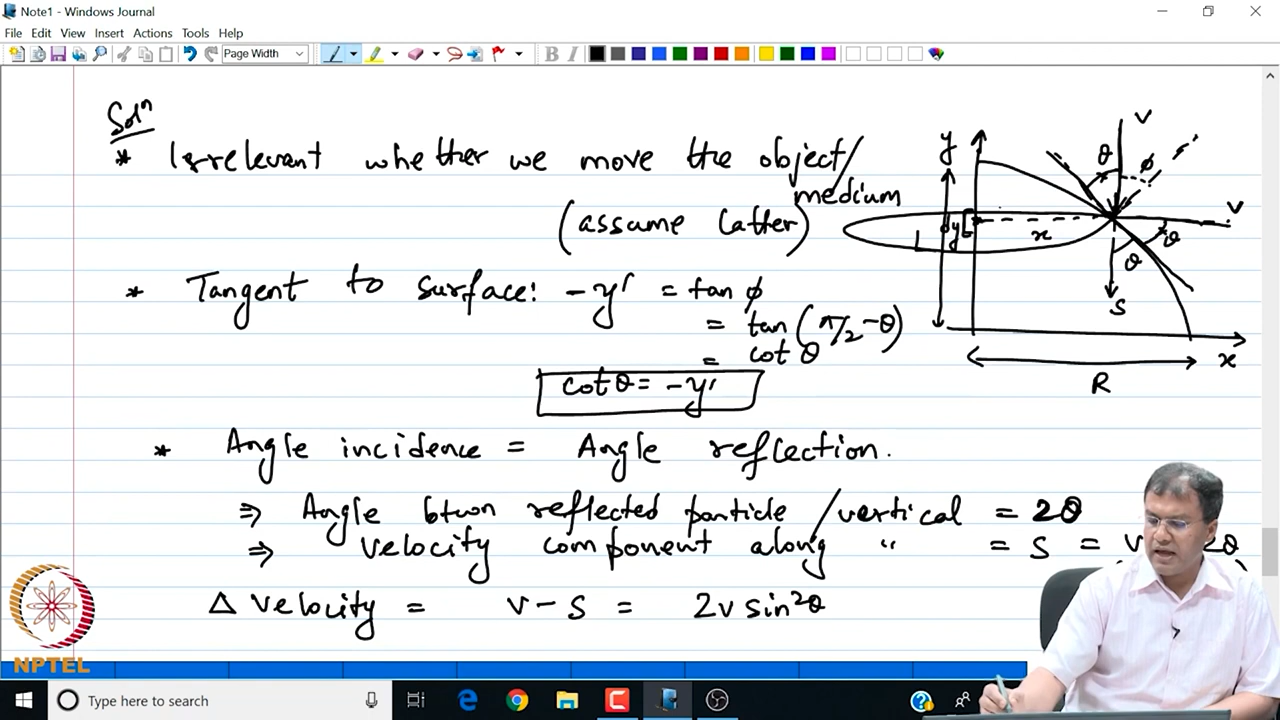 Note1 - Windows Journal
File Edit View Insert Actions Tools Help
Page Width
B I
Solⁿ
* Irrelevant whether we move the object/
medium
(assume latter)
* Tangent to surface: -y' = tan φ
= tan (π/2 - θ)
= cot θ
cot θ = -y'
* Angle incidence = Angle reflection.
⇒ Angle btwn reflected particle/vertical = 2θ
⇒ velocity component along " = s = v 2θ
Δ velocity = v - s = 2v sin²θ
y
v
θ
φ
v
dy
x
θ
θ
s
x
R
NPTEL
Type here to search